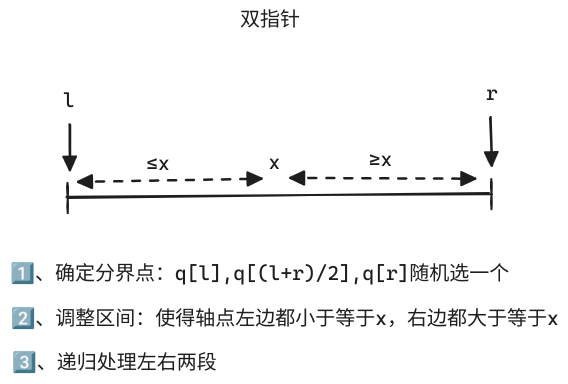 双指针
l
r
≤x
x
≥x
1、确定分界点：q[l],q[(l+r)/2],q[r]随机选一个
2、调整区间：使得轴点左边都小于等于x，右边都大于等于x
3、递归处理左右两段